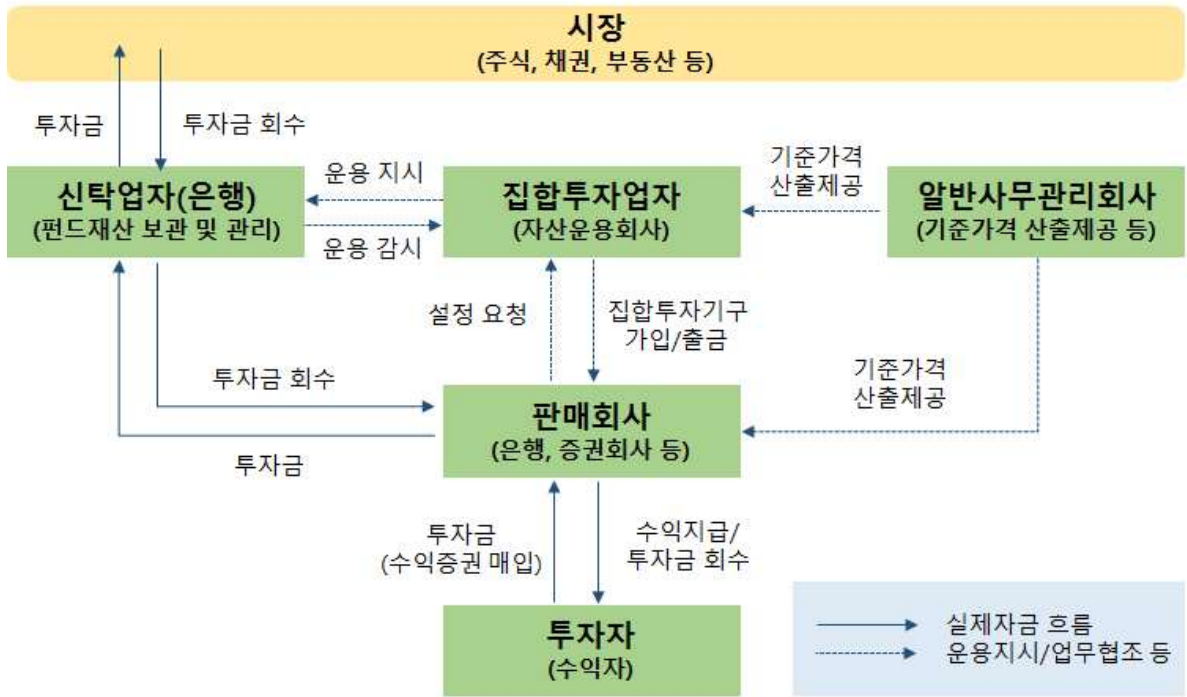 시장
(주식, 채권, 부동산 등)
투자금
투자금 회수
신탁업자(은행)
(펀드재산 보관 및 관리)
운용 지시
운용 감시
집합투자업자
(자산운용회사)
기준가격
산출제공
알반사무관리회사
(기준가격 산출제공 등)
설정 요청
집합투자기구
가입/출금
투자금 회수
투자금
기준가격
산출제공
판매회사
(은행, 증권회사 등)
투자금
(수익증권 매입)
수익지급/
투자금 회수
투자자
(수익자)
실제자금 흐름
운용지시/업무협조 등